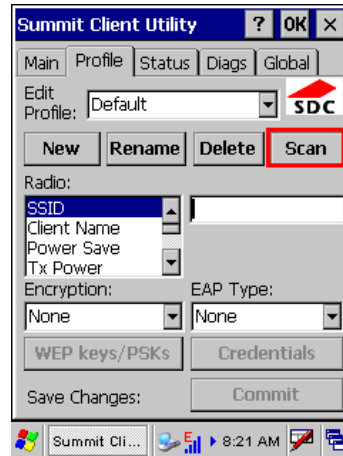 Summit Client Utility ? OK ×
Main Profile Status Diags Global
Edit
Profile: Default
SDC
New Rename Delete Scan
Radio:
SSID
Client Name
Power Save
Tx Power
Encryption: EAP Type:
None None
WEP keys/PSKs Credentials
Save Changes: Commit
Summit Cli... 8:21 AM